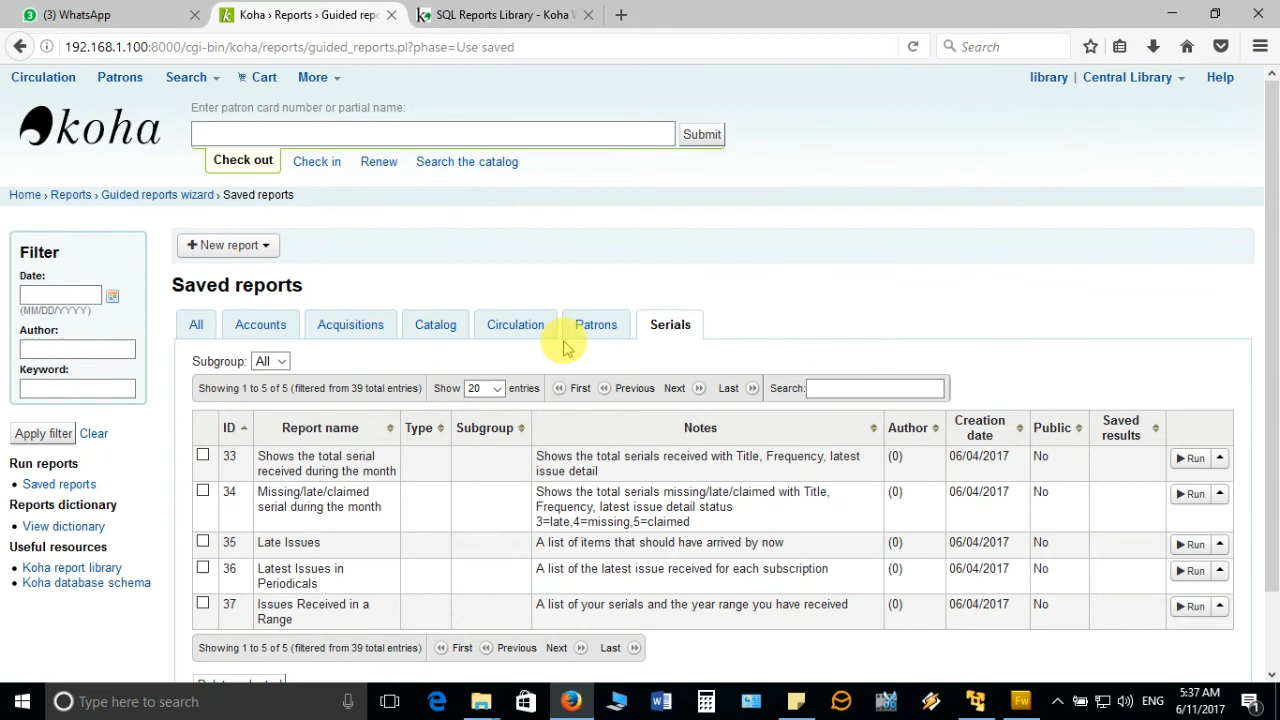 (3) WhatsApp
Koha › Reports › Guided rep
SQL Reports Library - Koha
192.168.1.100:8000/cgi-bin/koha/reports/guided_reports.pl?phase=Use saved
Search
Circulation Patrons Search Cart More
library | Central Library Help
koha
Enter patron card number or partial name:
Submit
Check out Check in Renew Search the catalog
Home › Reports › Guided reports wizard › Saved reports
Filter
Date:
(MM/DD/YYYY)
Author:
Keyword:
Apply filter Clear
Run reports
Saved reports
Reports dictionary
View dictionary
Useful resources
Koha report library
Koha database schema
+ New report
Saved reports
All Accounts Acquisitions Catalog Circulation Patrons Serials
Subgroup: All
Showing 1 to 5 of 5 (filtered from 39 total entries) Show 20 entries First Previous Next Last Search:
ID Report name Type Subgroup Notes Author Creation date Public Saved results
33 Shows the total serial received during the month Shows the total serials received with Title, Frequency, latest issue detail (0) 06/04/2017 No Run
34 Missing/late/claimed serial during the month Shows the total serials missing/late/claimed with Title, Frequency, latest issue detail status 3=late,4=missing,5=claimed (0) 06/04/2017 No Run
35 Late Issues A list of items that should have arrived by now (0) 06/04/2017 No Run
36 Latest Issues in Periodicals A list of the latest issue received for each subscription (0) 06/04/2017 No Run
37 Issues Received in a Range A list of your serials and the year range you have received (0) 06/04/2017 No Run
Showing 1 to 5 of 5 (filtered from 39 total entries) First Previous Next Last
Type here to search
Fw
ENG
5:37 AM
6/11/2017
1